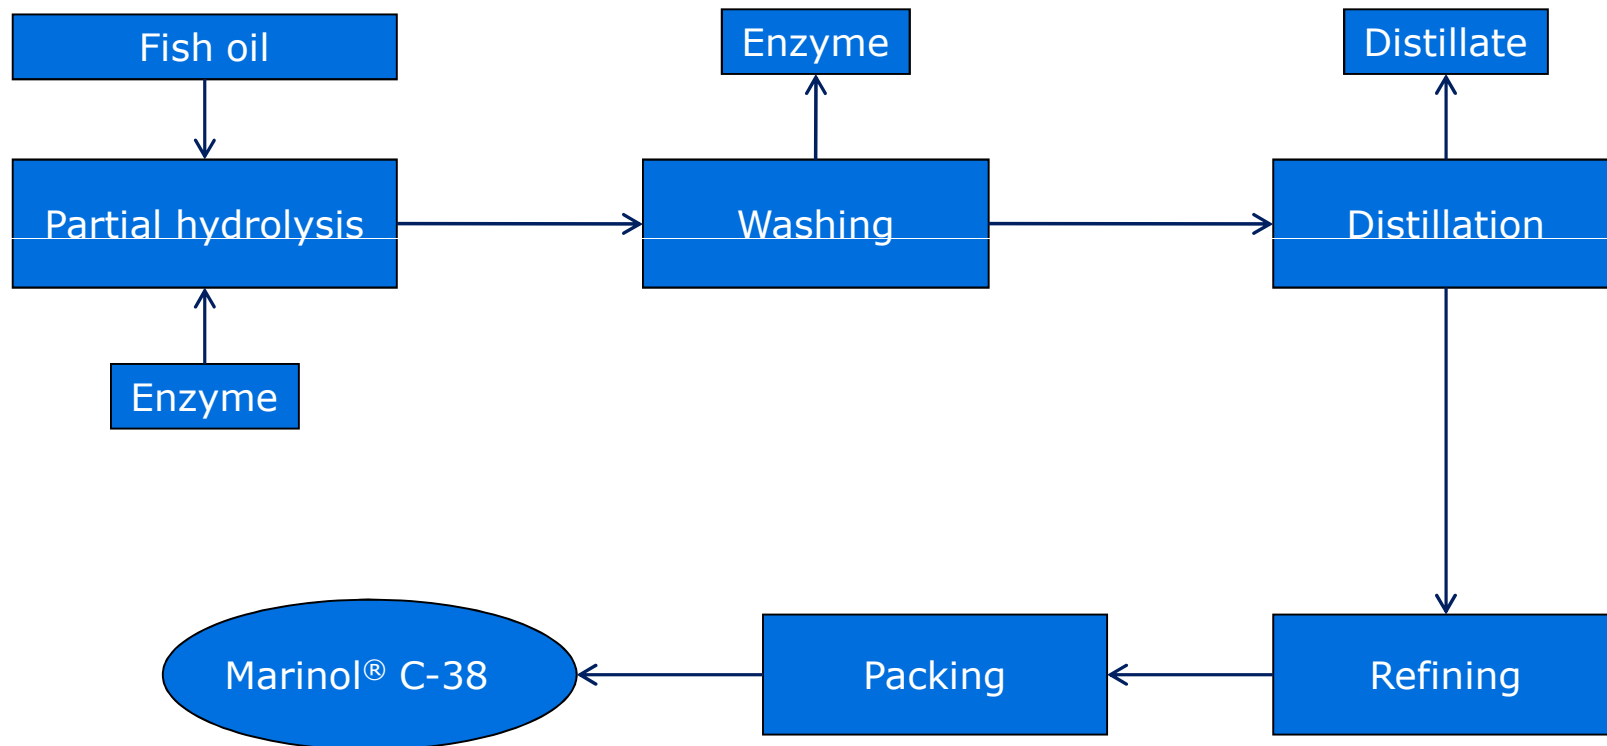 Fish oil
Enzyme
Distillate
Partial hydrolysis
Washing
Distillation
Enzyme
Marinol® C-38
Packing
Refining